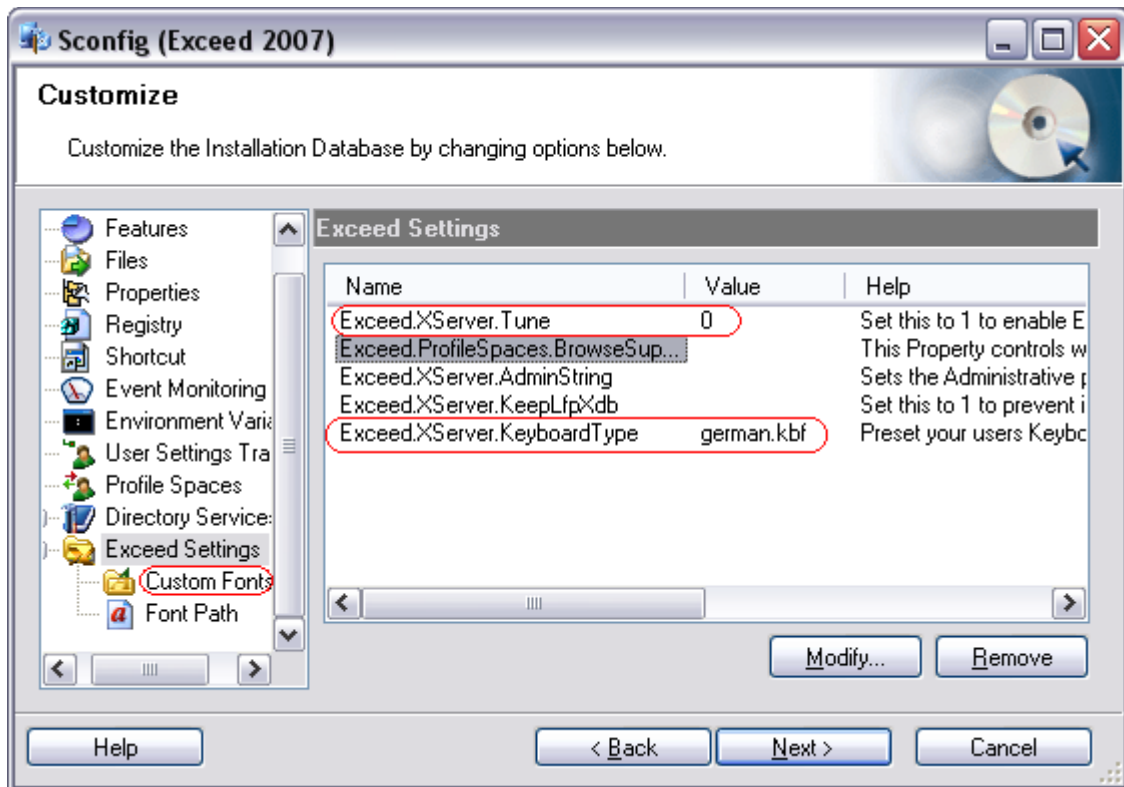 Sconfig (Exceed 2007)
Customize
Customize the Installation Database by changing options below.
Features
Files
Properties
Registry
Shortcut
Event Monitoring
Environment Varia
User Settings Tra
Profile Spaces
Directory Service
Exceed Settings
Custom Fonts
Font Path
Exceed Settings
Name Value Help
Exceed.XServer.Tune 0 Set this to 1 to enable E
Exceed.ProfileSpaces.BrowseSup... This Property controls w
Exceed.XServer.AdminString Sets the Administrative p
Exceed.XServer.KeepLfpXdb Set this to 1 to prevent i
Exceed.XServer.KeyboardType german.kbf Preset your users Keybo
Modify... Remove
Help < Back Next > Cancel